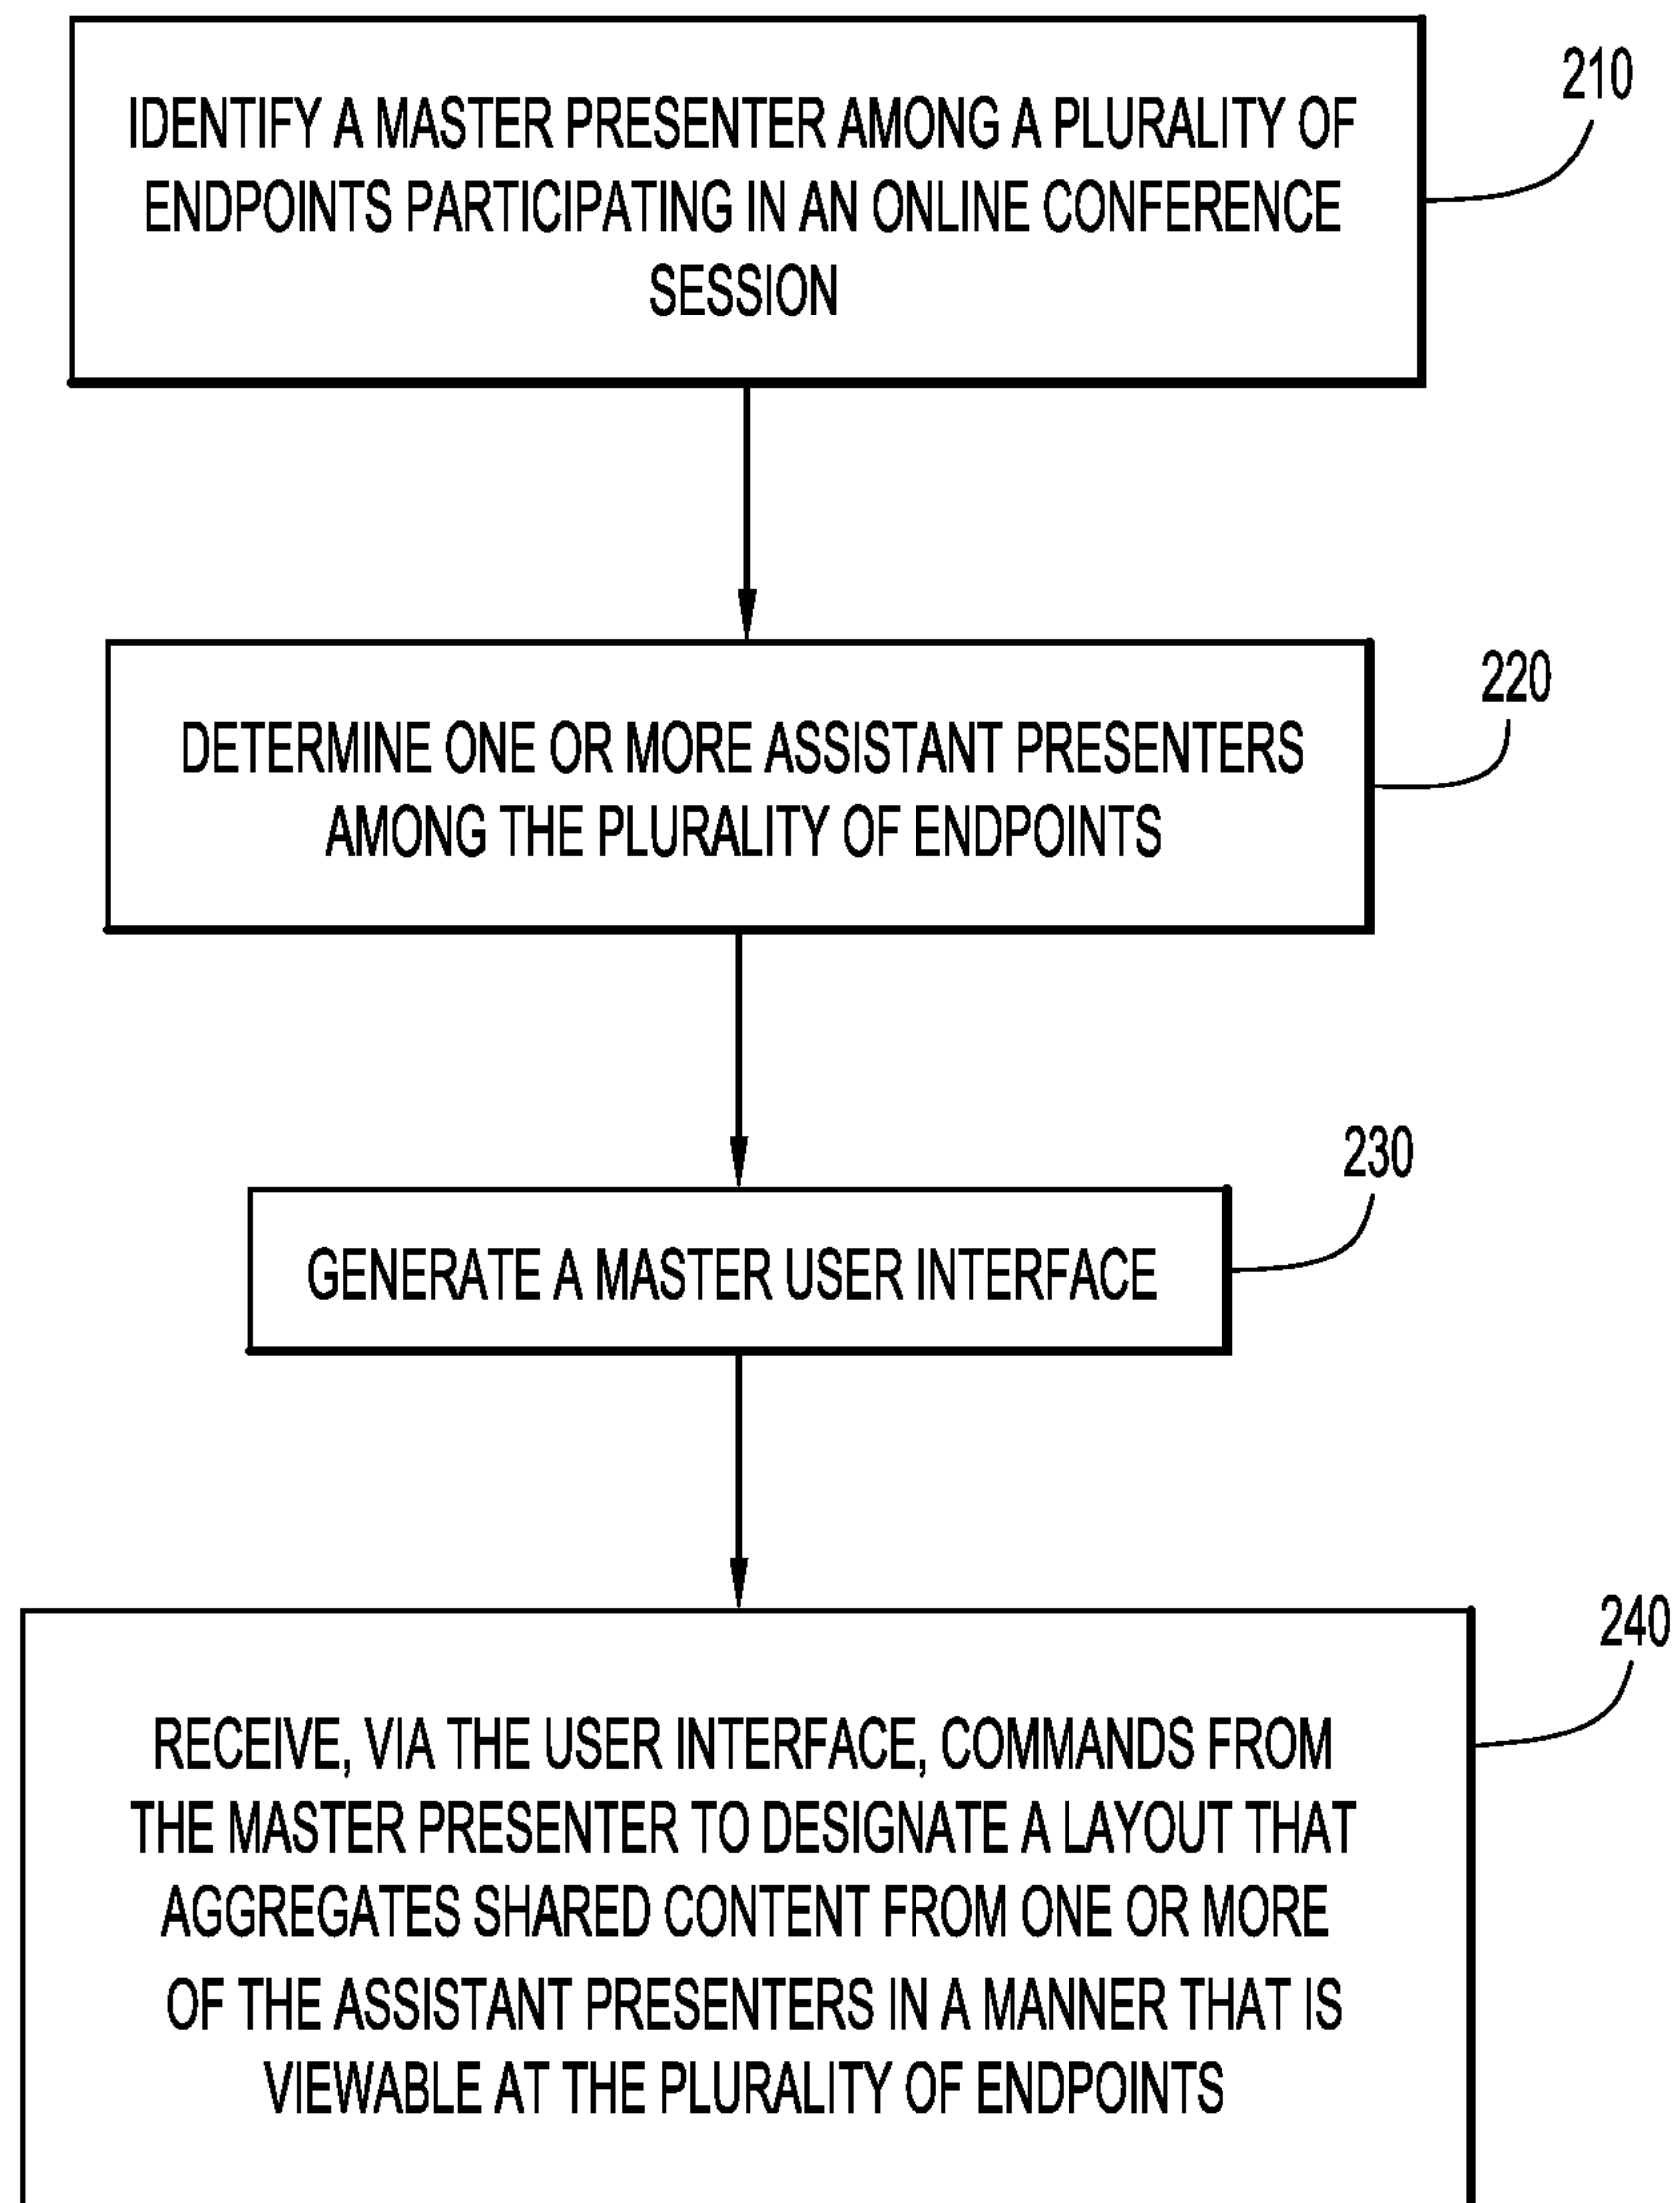 210
IDENTIFY A MASTER PRESENTER AMONG A PLURALITY OF
ENDPOINTS PARTICIPATING IN AN ONLINE CONFERENCE
SESSION
220
DETERMINE ONE OR MORE ASSISTANT PRESENTERS
AMONG THE PLURALITY OF ENDPOINTS
230
GENERATE A MASTER USER INTERFACE
240
RECEIVE, VIA THE USER INTERFACE, COMMANDS FROM
THE MASTER PRESENTER TO DESIGNATE A LAYOUT THAT
AGGREGATES SHARED CONTENT FROM ONE OR MORE
OF THE ASSISTANT PRESENTERS IN A MANNER THAT IS
VIEWABLE AT THE PLURALITY OF ENDPOINTS